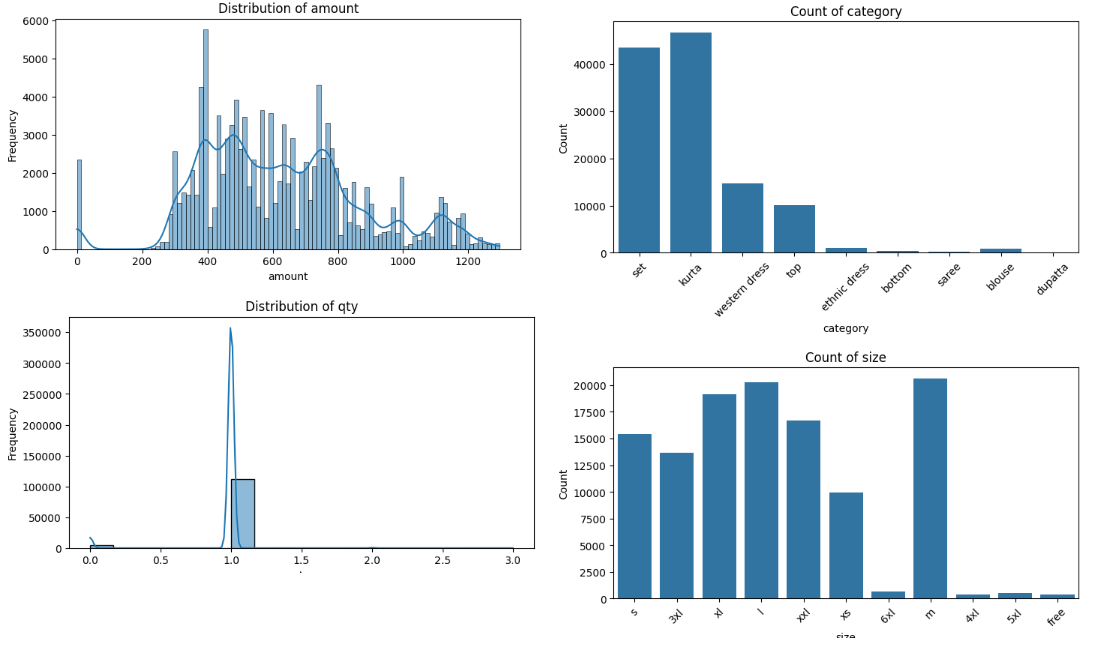 Distribution of amount
6000
5000
4000
3000
2000
1000
0
Frequency
0 200 400 600 800 1000 1200
amount
Count of category
40000
30000
20000
10000
0
Count
set kurta western dress top ethnic dress bottom saree blouse dupatta
category
Distribution of qty
350000
300000
250000
200000
150000
100000
50000
0
Frequency
0.0 0.5 1.0 1.5 2.0 2.5 3.0
Count of size
20000
17500
15000
12500
10000
7500
5000
2500
0
Count
s 3xl xl l xxl xs 6xl m 4xl 5xl free
size